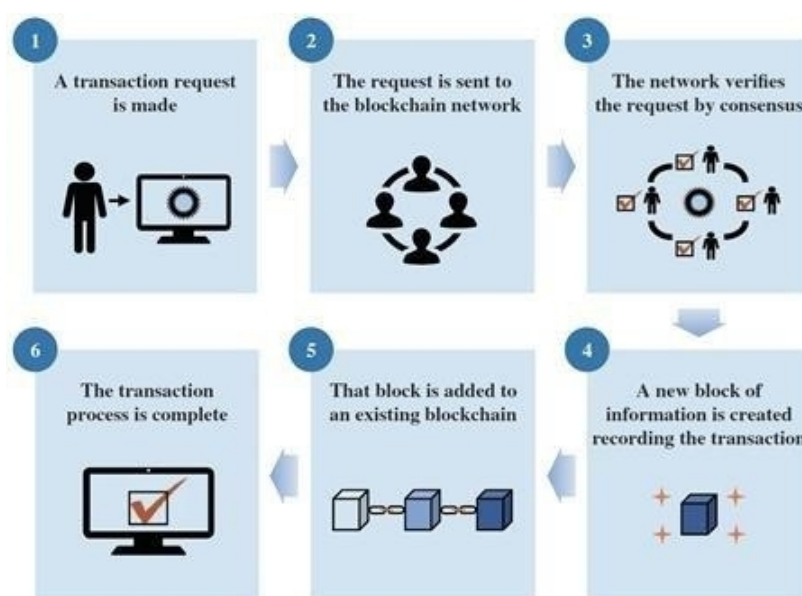 1
A transaction request
is made
2
The request is sent to
the blockchain network
3
The network verifies
the request by consensus
4
A new block of
information is created
recording the transaction
5
That block is added to
an existing blockchain
6
The transaction
process is complete